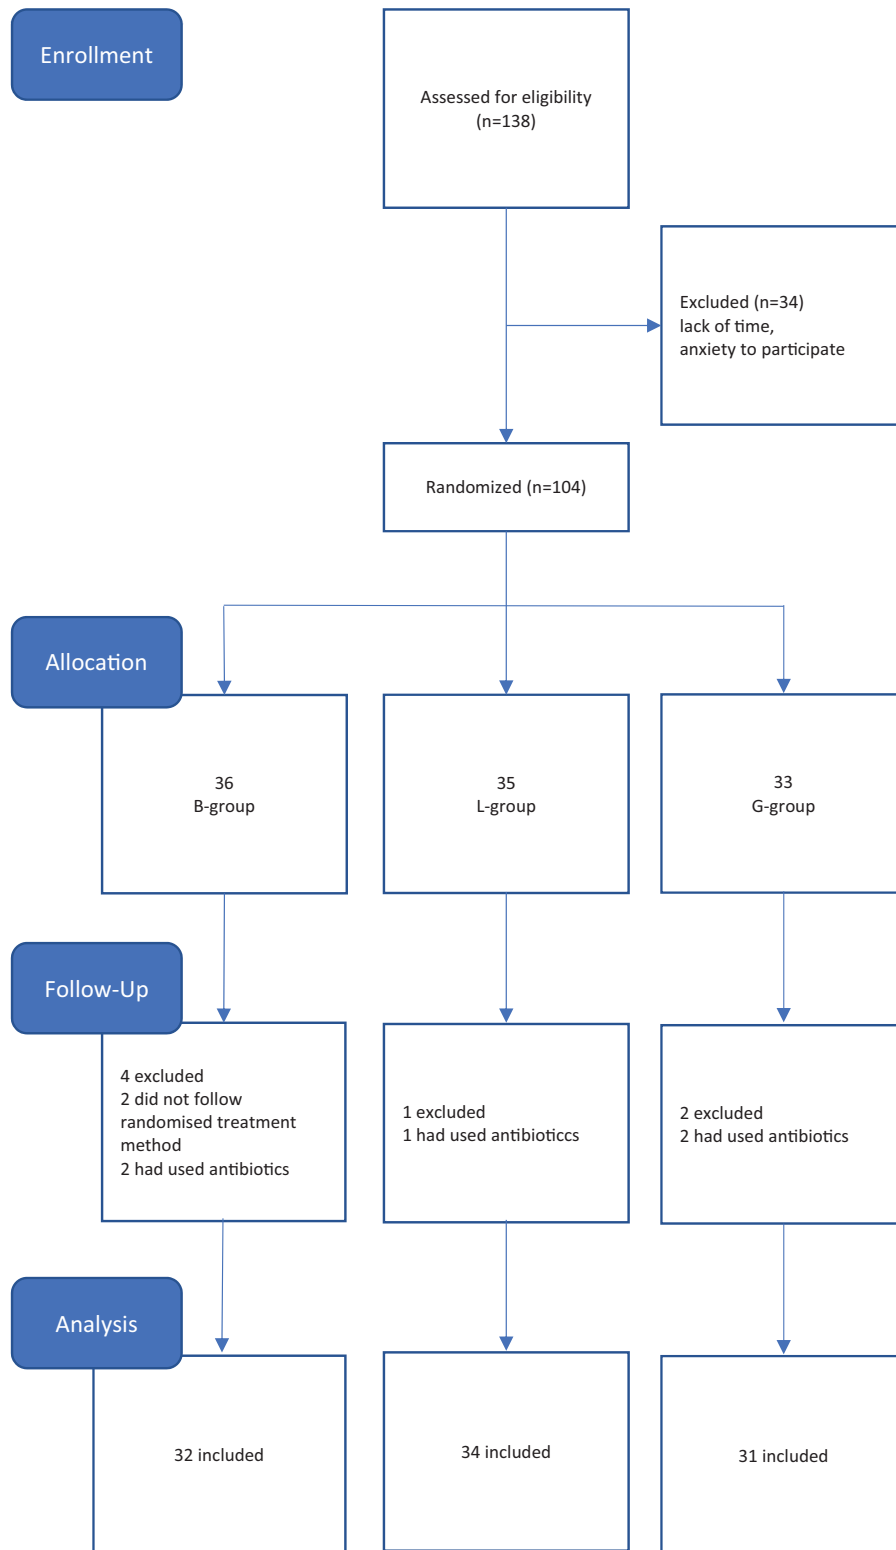 Enrollment
Assessed for eligibility
(n=138)
Excluded (n=34)
lack of time,
anxiety to participate
Randomized (n=104)
Allocation
36
B-group
35
L-group
33
G-group
Follow-Up
4 excluded
2 did not follow
randomised treatment
method
2 had used antibiotics
1 excluded
1 had used antibioticcs
2 excluded
2 had used antibiotics
Analysis
32 included
34 included
31 included